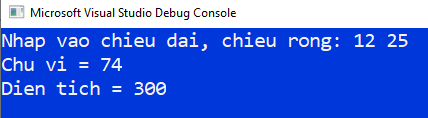 Microsoft Visual Studio Debug Console
Nhap vao chieu dai, chieu rong: 12 25
Chu vi = 74
Dien tich = 300